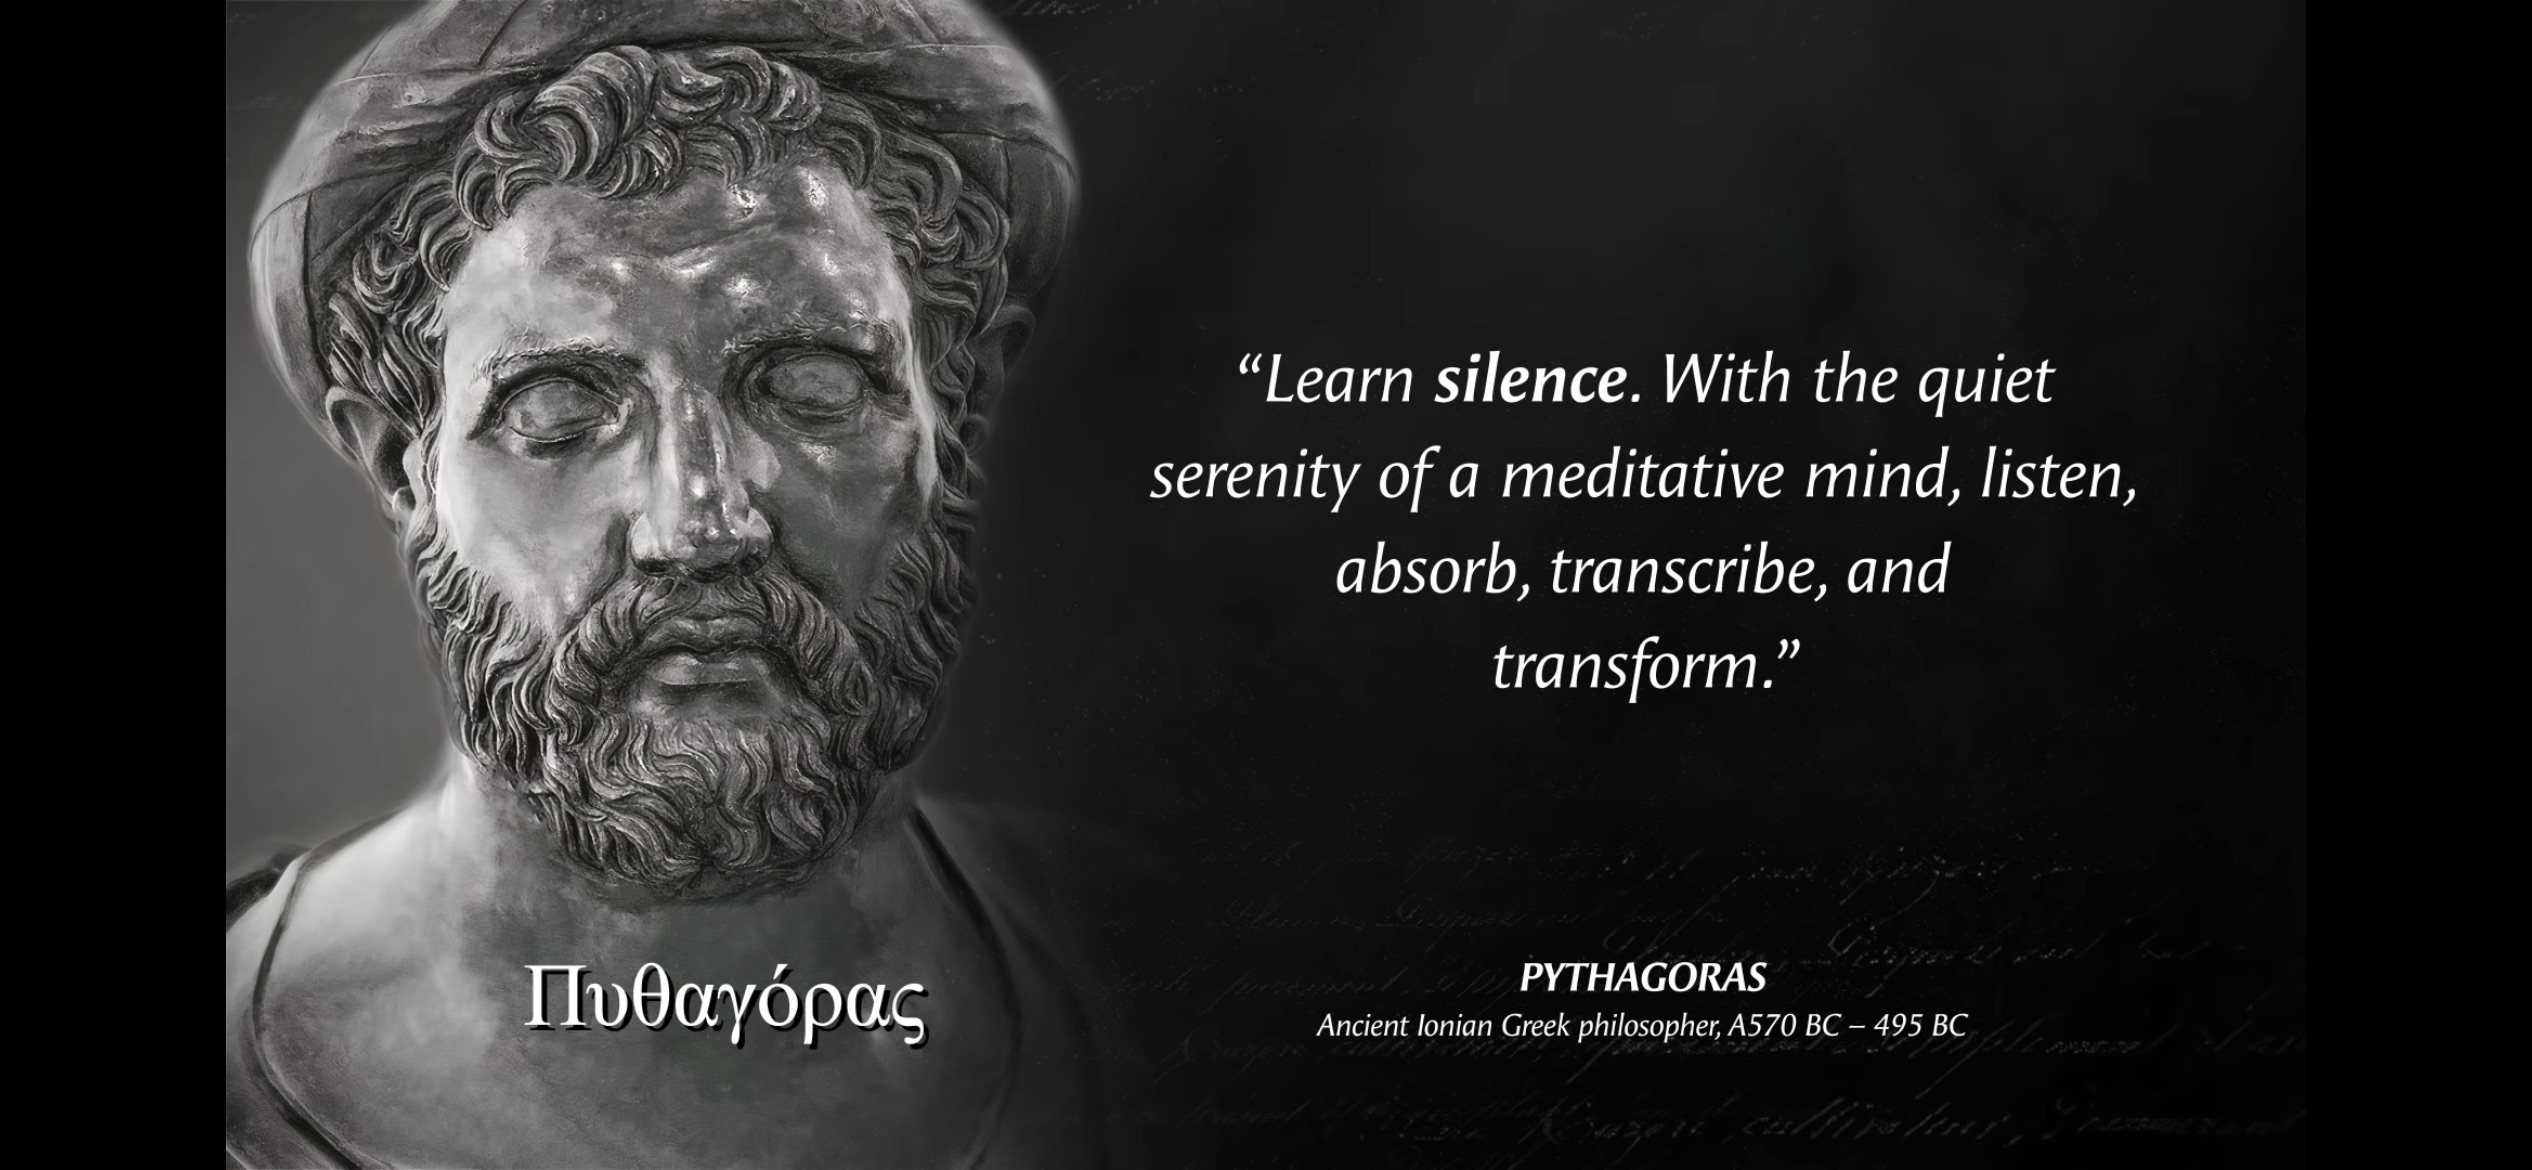 “Learn silence. With the quiet
serenity of a meditative mind, listen,
absorb, transcribe, and
transform.”
Πυθαγόρας
PYTHAGORAS
Ancient Ionian Greek philosopher, A570 BC – 495 BC